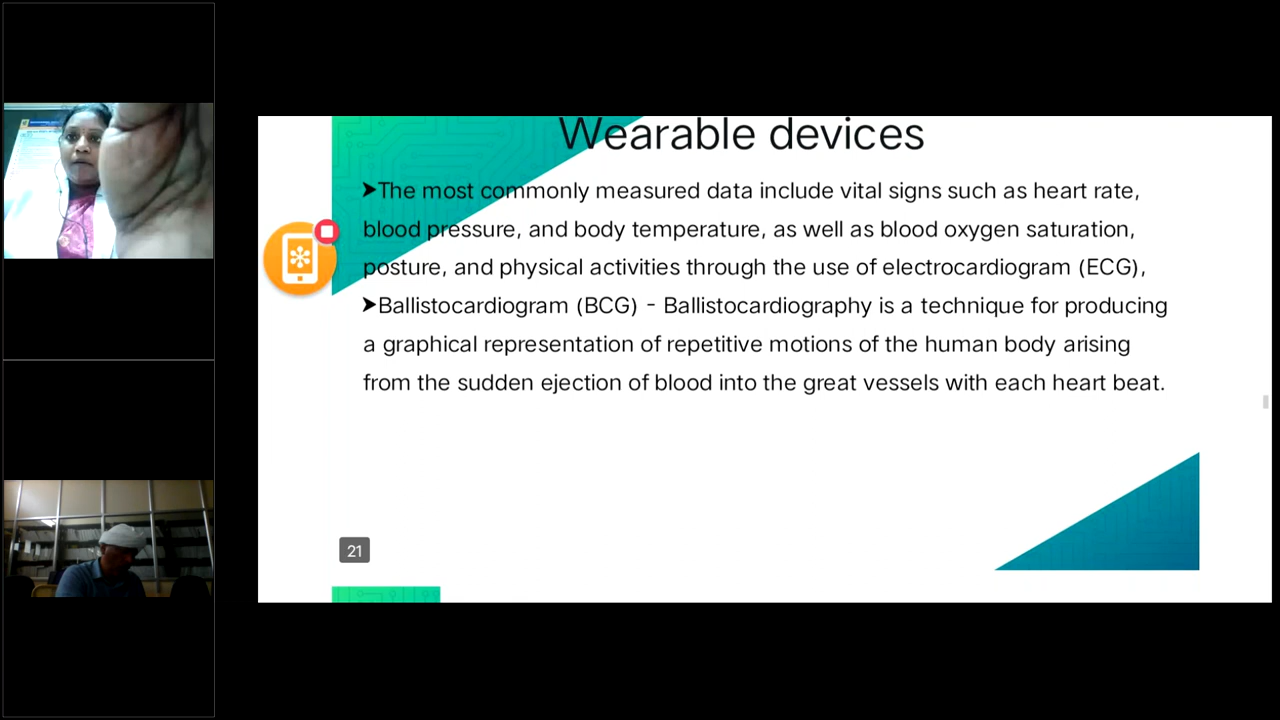 Wearable devices
➤The most commonly measured data include vital signs such as heart rate,
blood pressure, and body temperature, as well as blood oxygen saturation,
posture, and physical activities through the use of electrocardiogram (ECG),
➤Ballistocardiogram (BCG) - Ballistocardiography is a technique for producing
a graphical representation of repetitive motions of the human body arising
from the sudden ejection of blood into the great vessels with each heart beat.
21